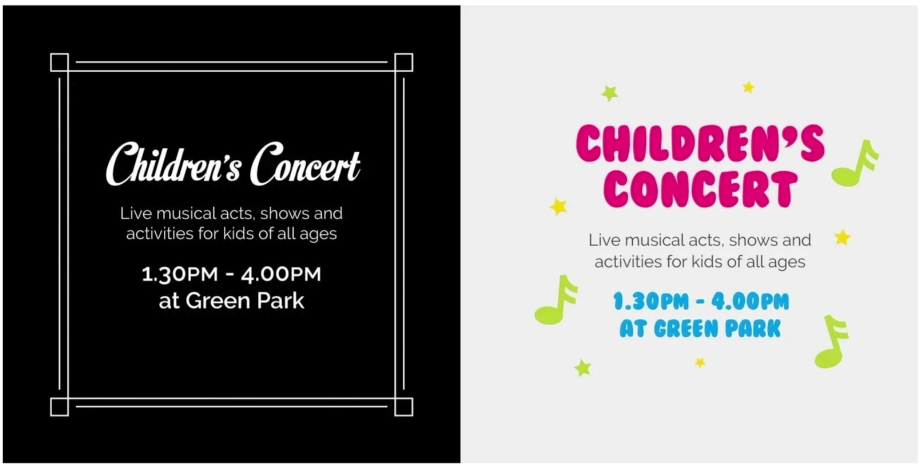 Children's Concert
Live musical acts, shows and
activities for kids of all ages
1.30PM - 4.00PM
at Green Park
CHILDREN'S
CONCERT
Live musical acts, shows and
activities for kids of all ages
1.30PM - 4.00PM
AT GREEN PARK